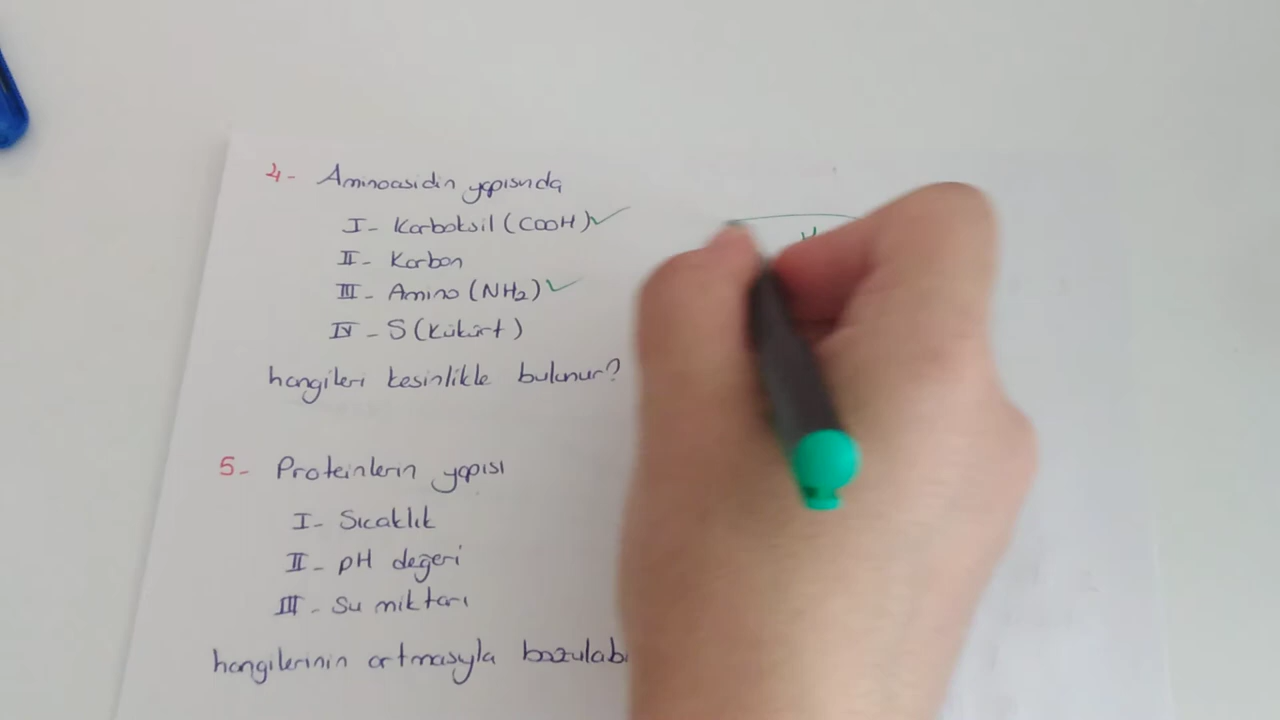 4- Aminoasidin yapısında
I- Karboksil (COOH)✓
II- Karbon
III- Amino (NH₂)✓
IV- S (Kükürt)
hangileri kesinlikle bulunur?
5- Proteinlerin yapısı
I- Sıcaklık
II- pH değeri
III- Su miktarı
hangilerinin artmasıyla